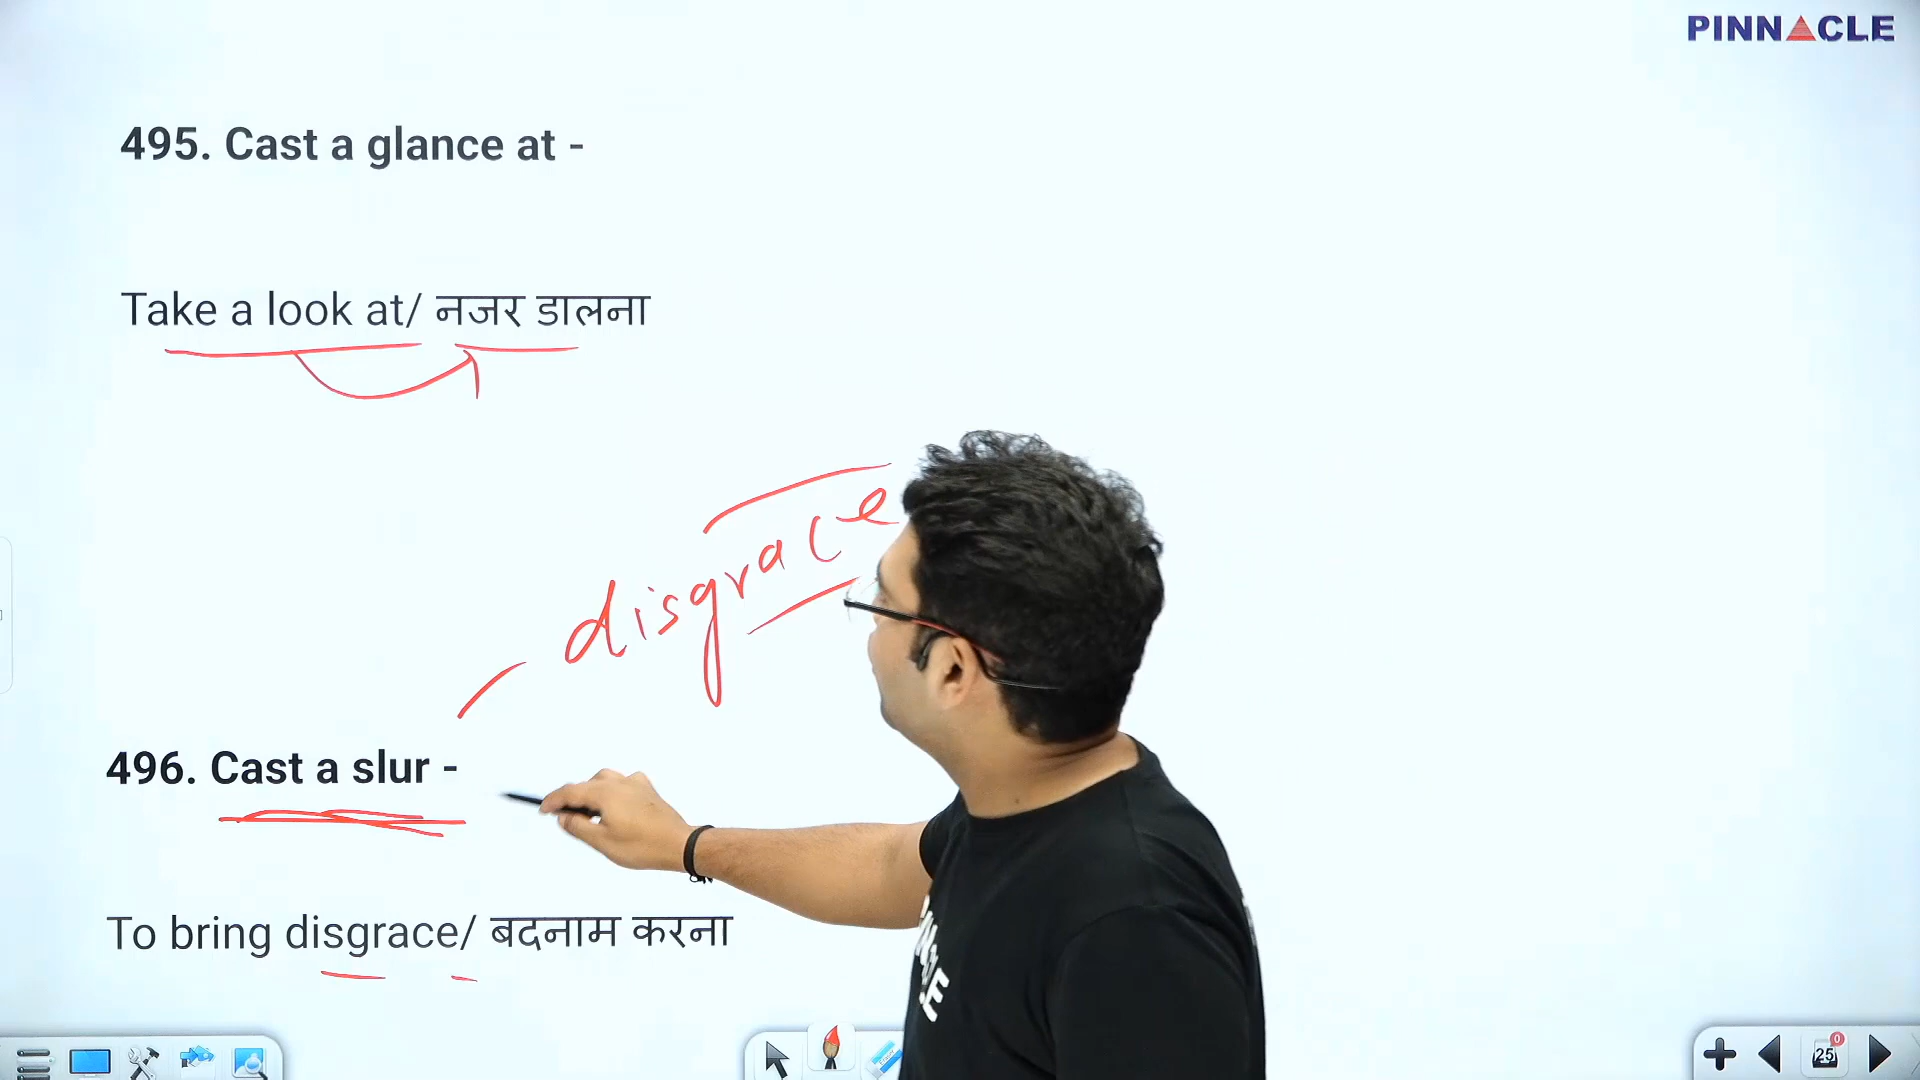 PINNACLE
495. Cast a glance at -
Take a look at/ नजर डालना
disgrace
496. Cast a slur -
To bring disgrace/ बदनाम करना
25
0